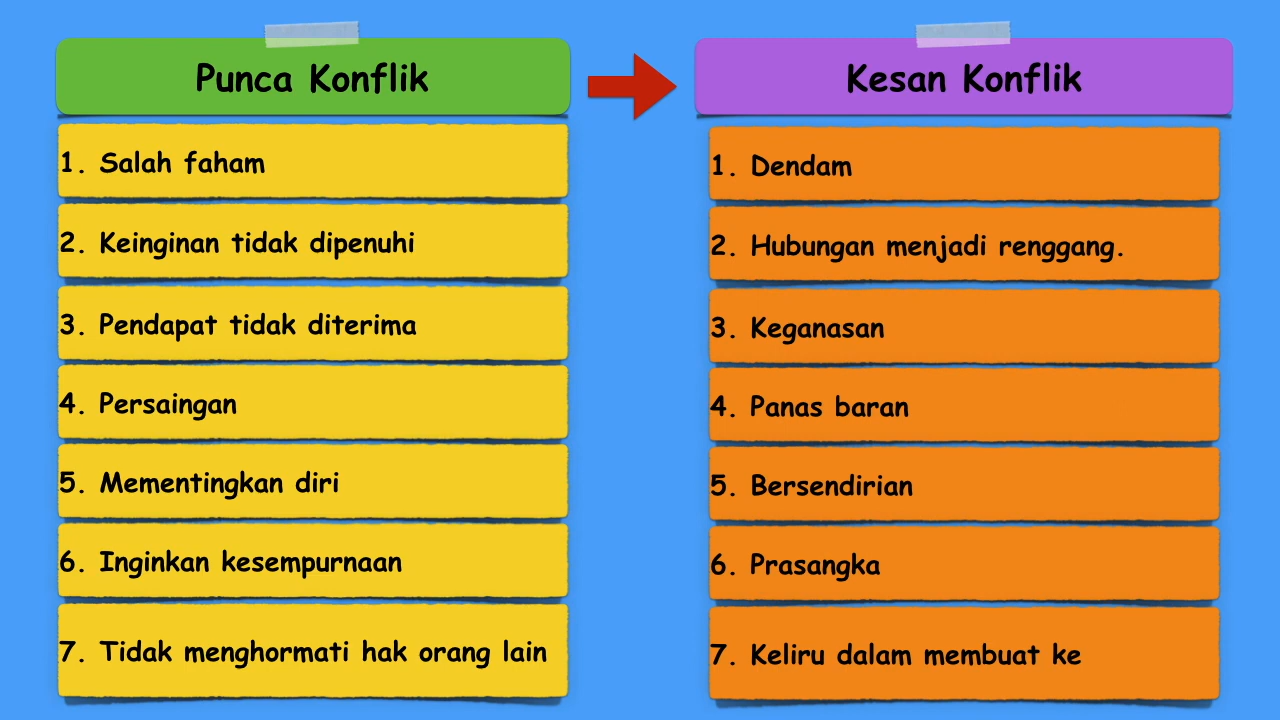 Punca Konflik
1. Salah faham
2. Keinginan tidak dipenuhi
3. Pendapat tidak diterima
4. Persaingan
5. Mementingkan diri
6. Inginkan kesempurnaan
7. Tidak menghormati hak orang lain
Kesan Konflik
1. Dendam
2. Hubungan menjadi renggang.
3. Keganasan
4. Panas baran
5. Bersendirian
6. Prasangka
7. Keliru dalam membuat ke